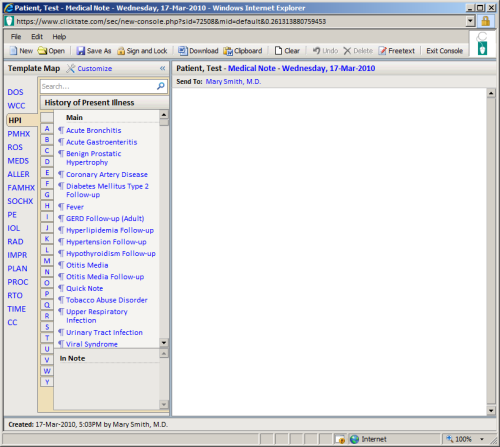 Patient, Test - Medical Note - Wednesday, 17-Mar-2010 - Windows Internet Explorer
https://www.clicktate.com/sec/new-console.php?sid=72508&mid=default&0.261313880759453
File Edit Help
New Open Save As Sign and Lock Download Clipboard Clear Undo Delete Freetext Exit Console
Template Map Customize «
Patient, Test - Medical Note - Wednesday, 17-Mar-2010
Search...
Send To: Mary Smith, M.D.
DOS
WCC
HPI
PMHX
ROS
MEDS
ALLER
FAMHX
SOCHX
PE
IOL
RAD
IMPR
PLAN
PROC
RTO
TIME
CC
History of Present Illness
A
B
C
D
E
F
G
H
I
J
K
L
M
N
O
P
Q
R
S
T
U
V
W
Y
Main
¶ Acute Bronchitis
¶ Acute Gastroenteritis
¶ Benign Prostatic
Hypertrophy
¶ Coronary Artery Disease
¶ Diabetes Mellitus Type 2
Follow-up
¶ Fever
¶ GERD Follow-up (Adult)
¶ Hyperlipidemia Follow-up
¶ Hypertension Follow-up
¶ Hypothyroidism Follow-up
¶ Otitis Media
¶ Otitis Media Follow-up
¶ Quick Note
¶ Tobacco Abuse Disorder
¶ Upper Respiratory
Infection
¶ Urinary Tract Infection
¶ Viral Syndrome
In Note
Created: 17-Mar-2010, 5:03PM by Mary Smith, M.D.
Internet 100%